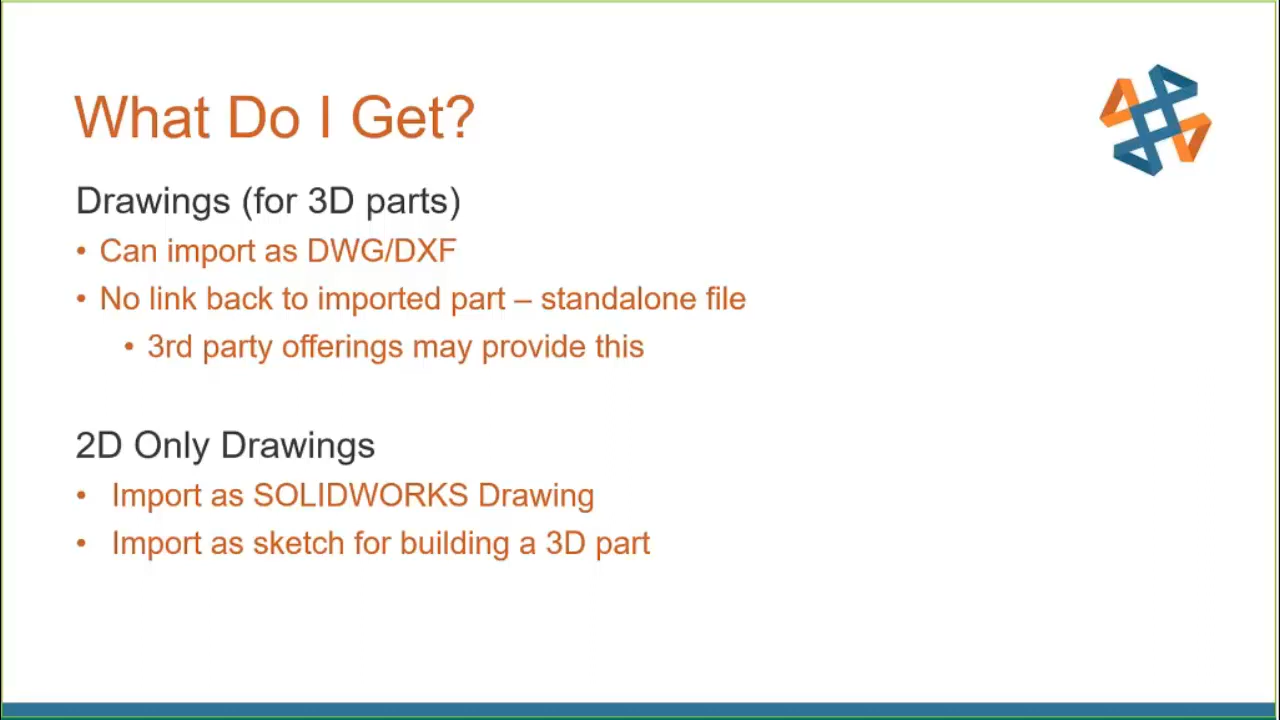 What Do I Get?
Drawings (for 3D parts)
• Can import as DWG/DXF
• No link back to imported part – standalone file
• 3rd party offerings may provide this
2D Only Drawings
• Import as SOLIDWORKS Drawing
• Import as sketch for building a 3D part